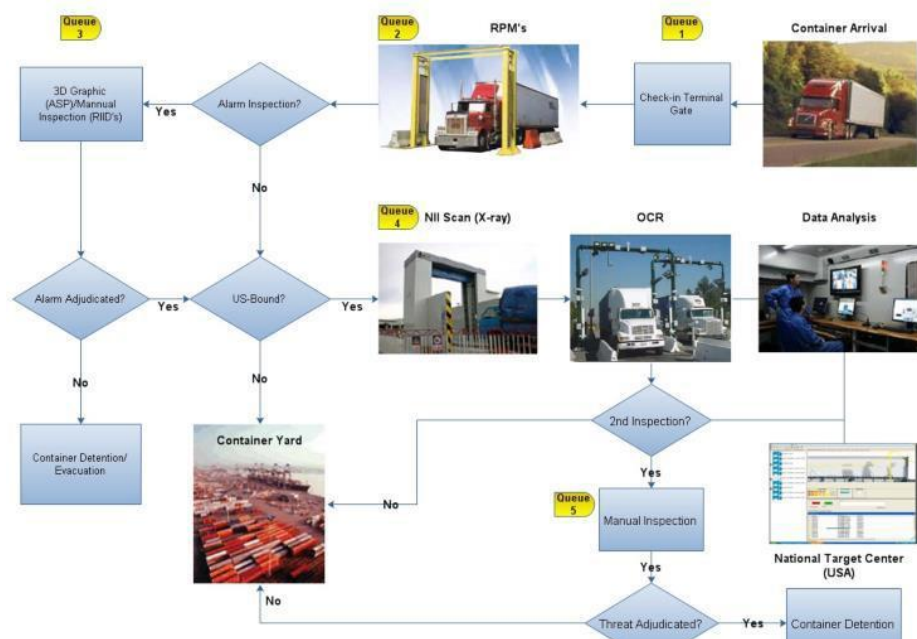 Queue
3
Queue
2
RPM's
Queue
1
Container Arrival
3D Graphic
(ASP)/Mannual
Inspection (RIID's)
Yes
Alarm Inspection?
Check-in Terminal
Gate
No
Queue
4
NII Scan (X-ray)
OCR
Data Analysis
Alarm Adjudicated?
Yes
US-Bound?
Yes
No
No
Container Detention/
Evacuation
Container Yard
2nd Inspection?
Yes
No
Queue
5
Manual Inspection
National Target Center
(USA)
Yes
No
Threat Adjudicated?
Yes
Container Detention